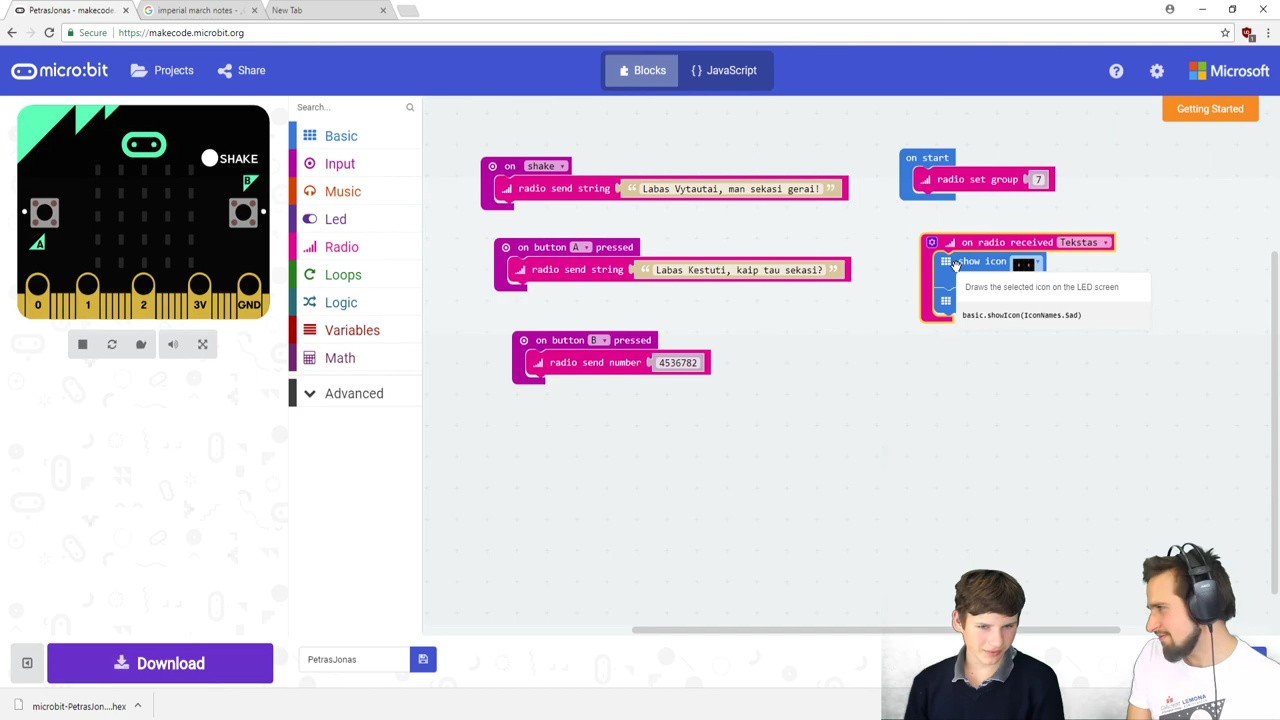 PetrasJonas - makecode.
imperial march notes -
New Tab
Secure https://makecode.microbit.org
micro:bit
Projects
Share
Blocks
{} JavaScript
Microsoft
Getting Started
SHAKE
B
A
0 1 2 3V GND
Search...
Basic
Input
Music
Led
Radio
Loops
Logic
Variables
Math
Advanced
on shake
radio send string “ Labas Vytautai, man sekasi gerai! ”
on button A pressed
radio send string “ Labas Kestuti, kaip tau sekasi? ”
on button B pressed
radio send number 4536782
on start
radio set group 7
on radio received Tekstas
show icon
Draws the selected icon on the LED screen
basic.showIcon(IconNames.Sad)
Download
PetrasJonas
microbit-PetrasJon....hex
LEMONA